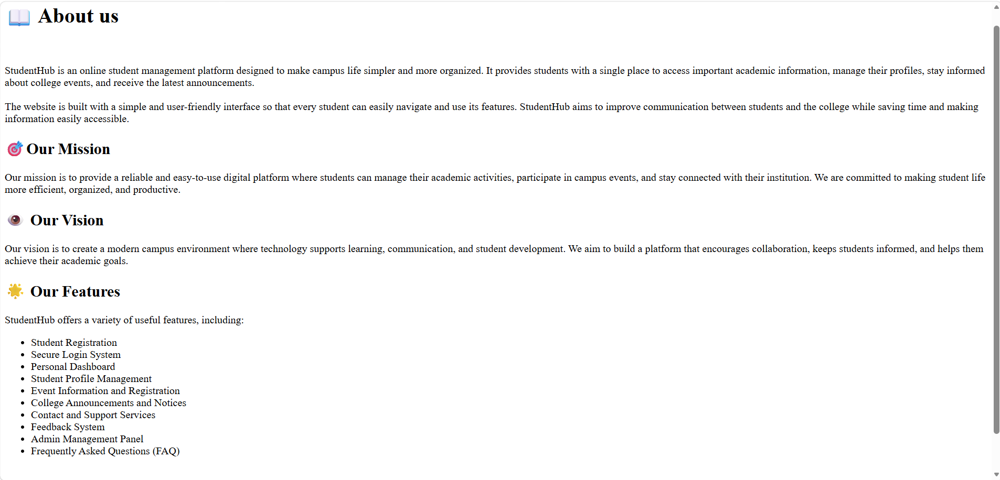 About us
StudentHub is an online student management platform designed to make campus life simpler and more organized. It provides students with a single place to access important academic information, manage their profiles, stay informed
about college events, and receive the latest announcements.
The website is built with a simple and user-friendly interface so that every student can easily navigate and use its features. StudentHub aims to improve communication between students and the college while saving time and making
information easily accessible.
Our Mission
Our mission is to provide a reliable and easy-to-use digital platform where students can manage their academic activities, participate in campus events, and stay connected with their institution. We are committed to making student life
more efficient, organized, and productive.
Our Vision
Our vision is to create a modern campus environment where technology supports learning, communication, and student development. We aim to build a platform that encourages collaboration, keeps students informed, and helps them
achieve their academic goals.
Our Features
StudentHub offers a variety of useful features, including:
• Student Registration
• Secure Login System
• Personal Dashboard
• Student Profile Management
• Event Information and Registration
• College Announcements and Notices
• Contact and Support Services
• Feedback System
• Admin Management Panel
• Frequently Asked Questions (FAQ)